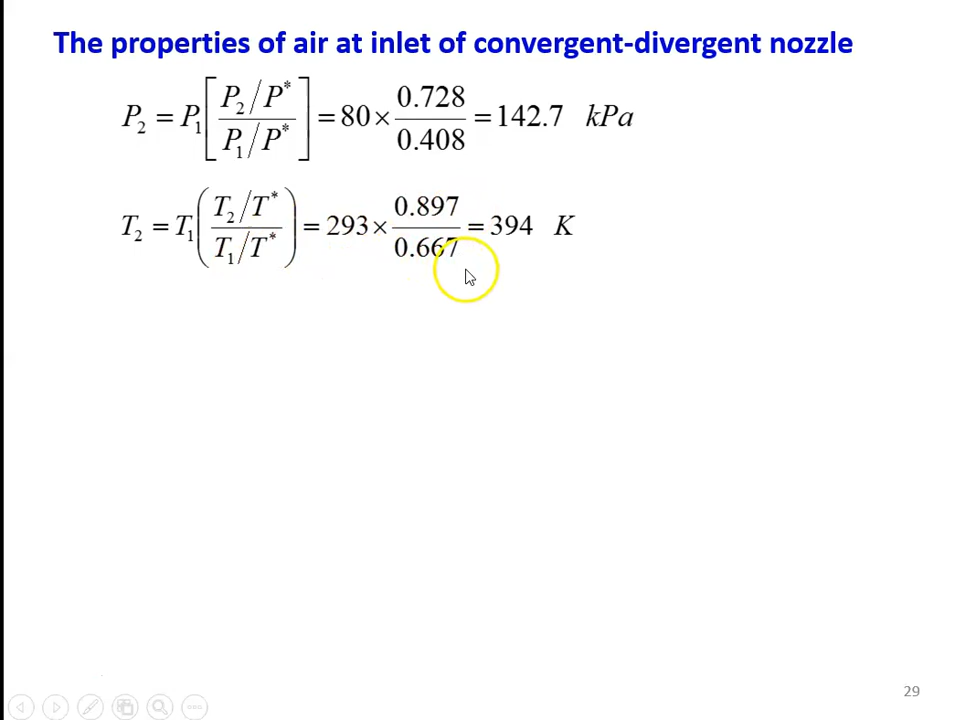 The properties of air at inlet of convergent-divergent nozzle
P₂ = P₁ [ (P₂/P*) / (P₁/P*) ] = 80 × 0.728 / 0.408 = 142.7 kPa
T₂ = T₁ ( (T₂/T*) / (T₁/T*) ) = 293 × 0.897 / 0.667 = 394 K
29